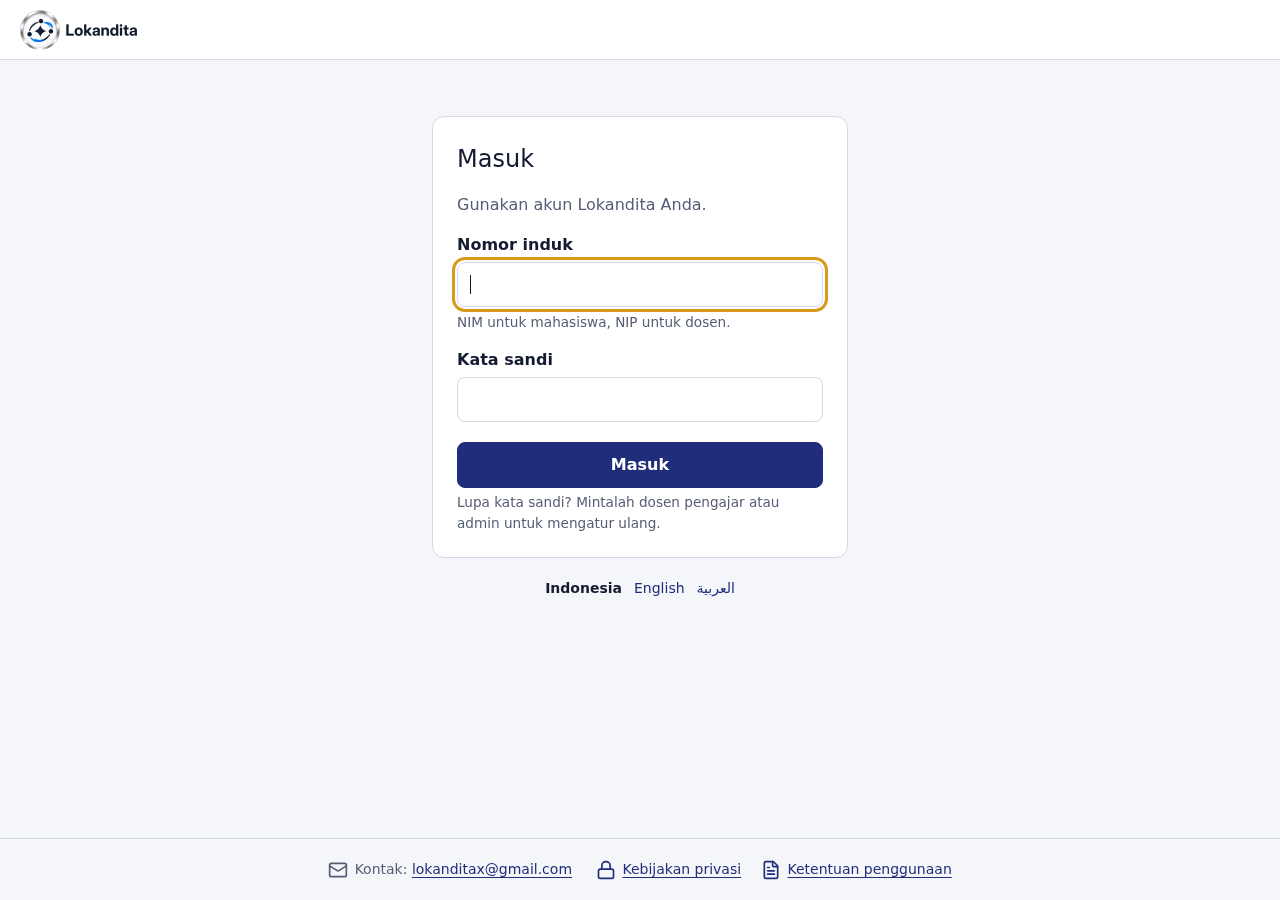 Lokandita
Masuk
Gunakan akun Lokandita Anda.
Nomor induk
NIM untuk mahasiswa, NIP untuk dosen.
Kata sandi
Masuk
Lupa kata sandi? Mintalah dosen pengajar atau
admin untuk mengatur ulang.
Indonesia English العربية
Kontak: lokanditax@gmail.com Kebijakan privasi Ketentuan penggunaan